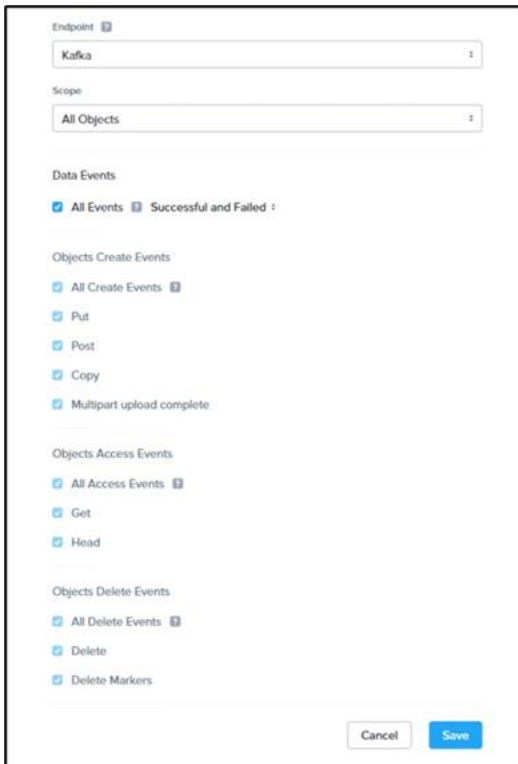 Endpoint ?
Kafka
Scope
All Objects
Data Events
All Events ? Successful and Failed
Objects Create Events
All Create Events ?
Put
Post
Copy
Multipart upload complete
Objects Access Events
All Access Events ?
Get
Head
Objects Delete Events
All Delete Events ?
Delete
Delete Markers
Cancel Save